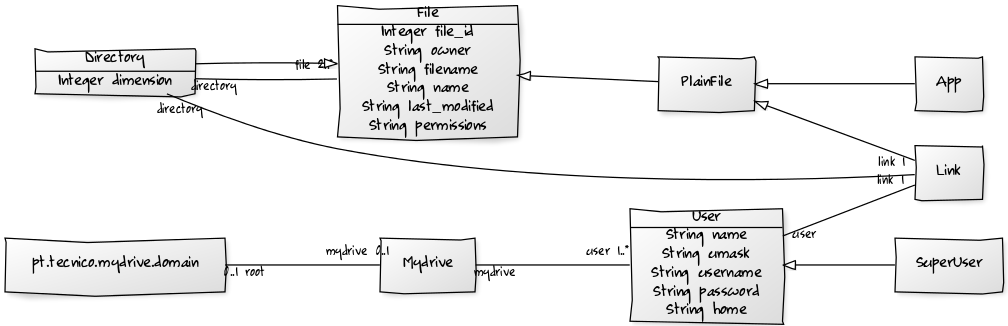 File
Integer file_id
String owner
String filename
String name
String last_modified
String permissions
Directory
Integer dimension
directory
directory
PlainFile
App
Link
link 1
link 1
User
String name
String umask
String username
String password
String home
user
user 1..*
SuperUser
pt.tecnico.mydrive.domain
0..1 root
mydrive 0..1
Mydrive
mydrive